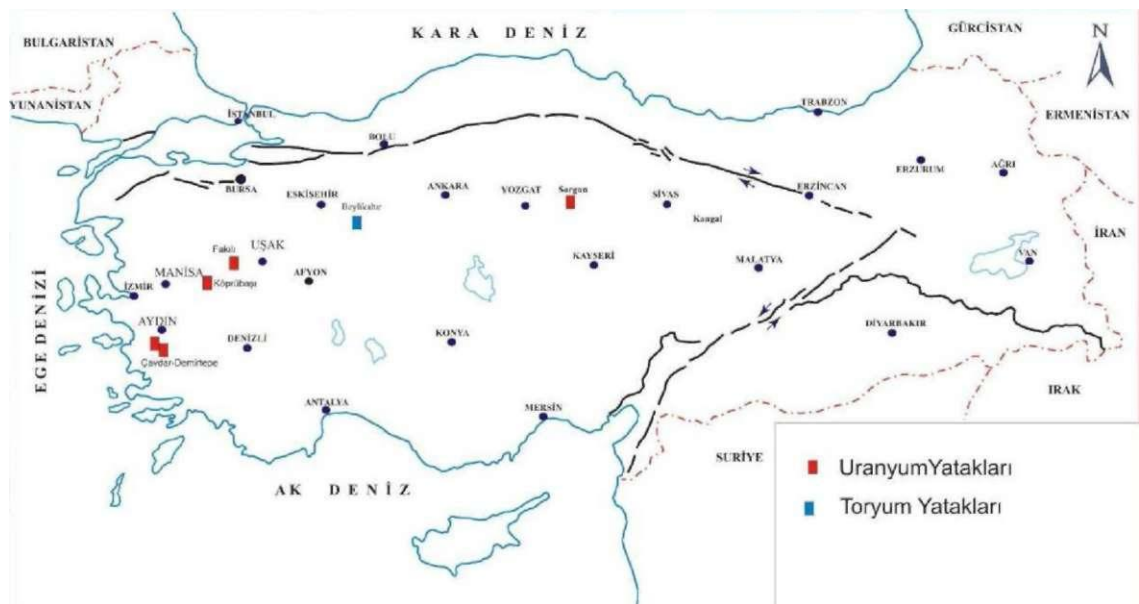 KARA DENİZ
GÜRCİSTAN
BULGARİSTAN
N
YUNANİSTAN
İSTANBUL
TRABZON
ERMENİSTAN
BOLU
ERZURUM
AĞRI
BURSA
ESKİŞEHİR
ANKARA
YOZGAT
Sorgun
SİVAS
ERZİNCAN
Beylikahır
Kangal
İRAN
Fakılı
UŞAK
VAN
MANİSA
Köprübaşı
AFYON
KAYSERİ
MALATYA
İZMİR
EGE DENİZİ
AYDIN
DENİZLİ
KONYA
DİYARBAKIR
Çavdar-Demirtepe
IRAK
ANTALYA
MERSİN
SURİYE
AK DENİZ
UranyumYatakları
Toryum Yatakları